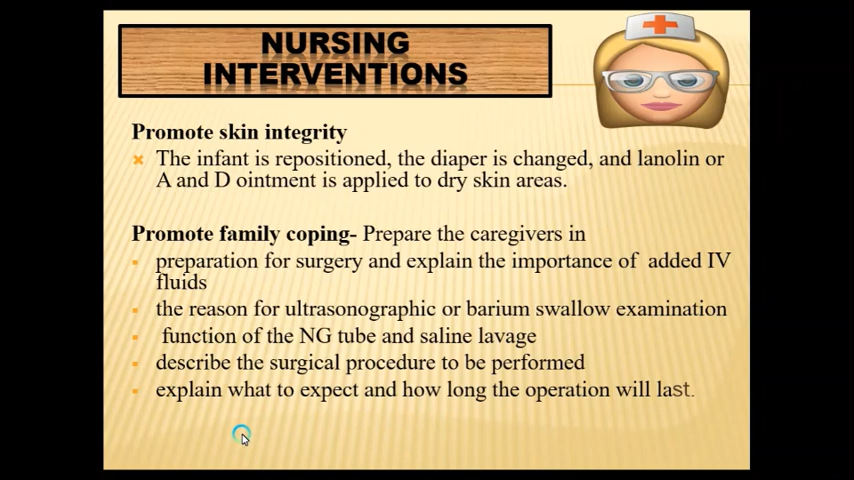 NURSING
INTERVENTIONS
Promote skin integrity
The infant is repositioned, the diaper is changed, and lanolin or
A and D ointment is applied to dry skin areas.
Promote family coping- Prepare the caregivers in
preparation for surgery and explain the importance of added IV
fluids
the reason for ultrasonographic or barium swallow examination
function of the NG tube and saline lavage
describe the surgical procedure to be performed
explain what to expect and how long the operation will last.